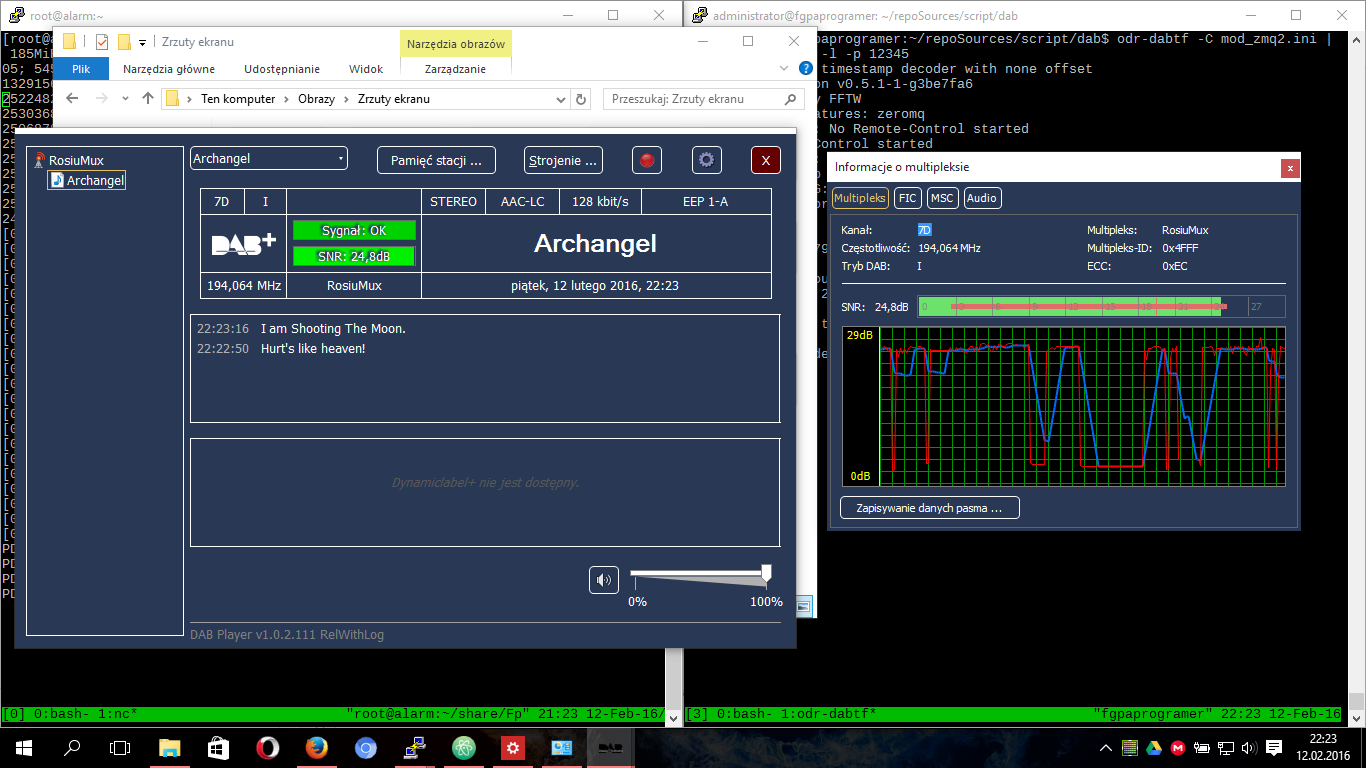 root@alarm:~
administrator@fgpaprogramer: ~/repoSources/script/dab
[ro
paprogramer:~/repoSources/script/dab$ odr-dabtf -C mod_zmq2.ini |
185Mi
-l -p 12345
05; 545
timestamp decoder with none offset
1329150
on v0.5.1-1-g3be7fa6
252248
y FFTW
253036
atures: zeromq
: No Remote-Control started
Control started
Zrzuty ekranu
Narzędzia obrazów
Plik
Narzędzia główne
Udostępnianie
Widok
Zarządzanie
Ten komputer
Obrazy
Zrzuty ekranu
Przeszukaj: Zrzuty ekranu
RosiuMux
Archangel
Archangel
Pamięć stacji ...
Strojenie ...
X
7D
I
STEREO
AAC-LC
128 kbit/s
EEP 1-A
DAB+
Sygnał: OK
SNR: 24,8dB
Archangel
194,064 MHz
RosiuMux
piątek, 12 lutego 2016, 22:23
22:23:16 I am Shooting The Moon.
22:22:50 Hurt's like heaven!
Dynamiclabel+ nie jest dostępny.
0%
100%
DAB Player v1.0.2.111 RelWithLog
Informacje o multipleksie
x
Multipleks
FIC
MSC
Audio
Kanał: 7D
Multipleks: RosiuMux
Częstotliwość: 194,064 MHz
Multipleks-ID: 0x4FFF
Tryb DAB: I
ECC: 0xEC
SNR: 24,8dB
0 3 6 9 12 15 18 21 24 27
29dB
0dB
Zapisywanie danych pasma ...
[0] 0:bash- 1:nc*
"root@alarm:~/share/Fp" 21:23 12-Feb-16
[3] 0:bash- 1:odr-dabtf*
"fgpaprogramer" 22:23 12-Feb-16
DAB
22:23
12.02.2016